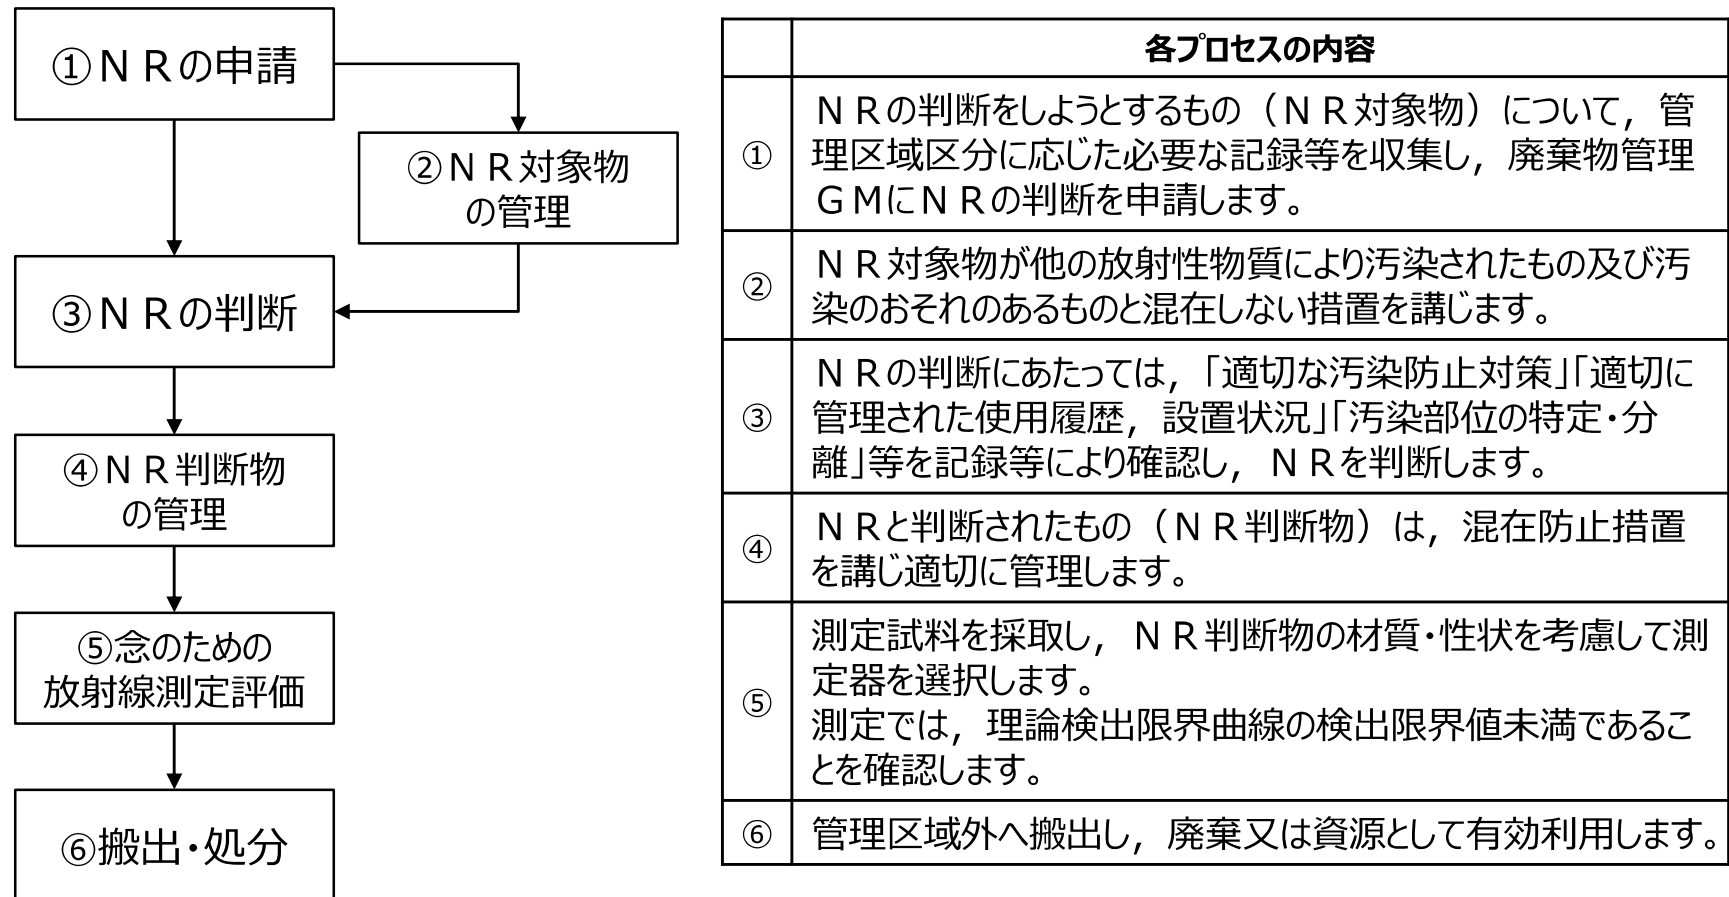 ①ＮＲの申請
②ＮＲ対象物
の管理
③ＮＲの判断
④ＮＲ判断物
の管理
⑤念のための
放射線測定評価
⑥搬出・処分
各プロセスの内容
①
ＮＲの判断をしようとするもの（ＮＲ対象物）について，管
理区域区分に応じた必要な記録等を収集し，廃棄物管理
ＧＭにＮＲの判断を申請します。
②
ＮＲ対象物が他の放射性物質により汚染されたもの及び汚
染のおそれのあるものと混在しない措置を講じます。
③
ＮＲの判断にあたっては，「適切な汚染防止対策」「適切に
管理された使用履歴，設置状況」「汚染部位の特定・分
離」等を記録等により確認し，ＮＲを判断します。
④
ＮＲと判断されたもの（ＮＲ判断物）は，混在防止措置
を講じ適切に管理します。
⑤
測定試料を採取し，ＮＲ判断物の材質・性状を考慮して測
定器を選択します。
測定では，理論検出限界曲線の検出限界値未満であるこ
とを確認します。
⑥
管理区域外へ搬出し，廃棄又は資源として有効利用します。